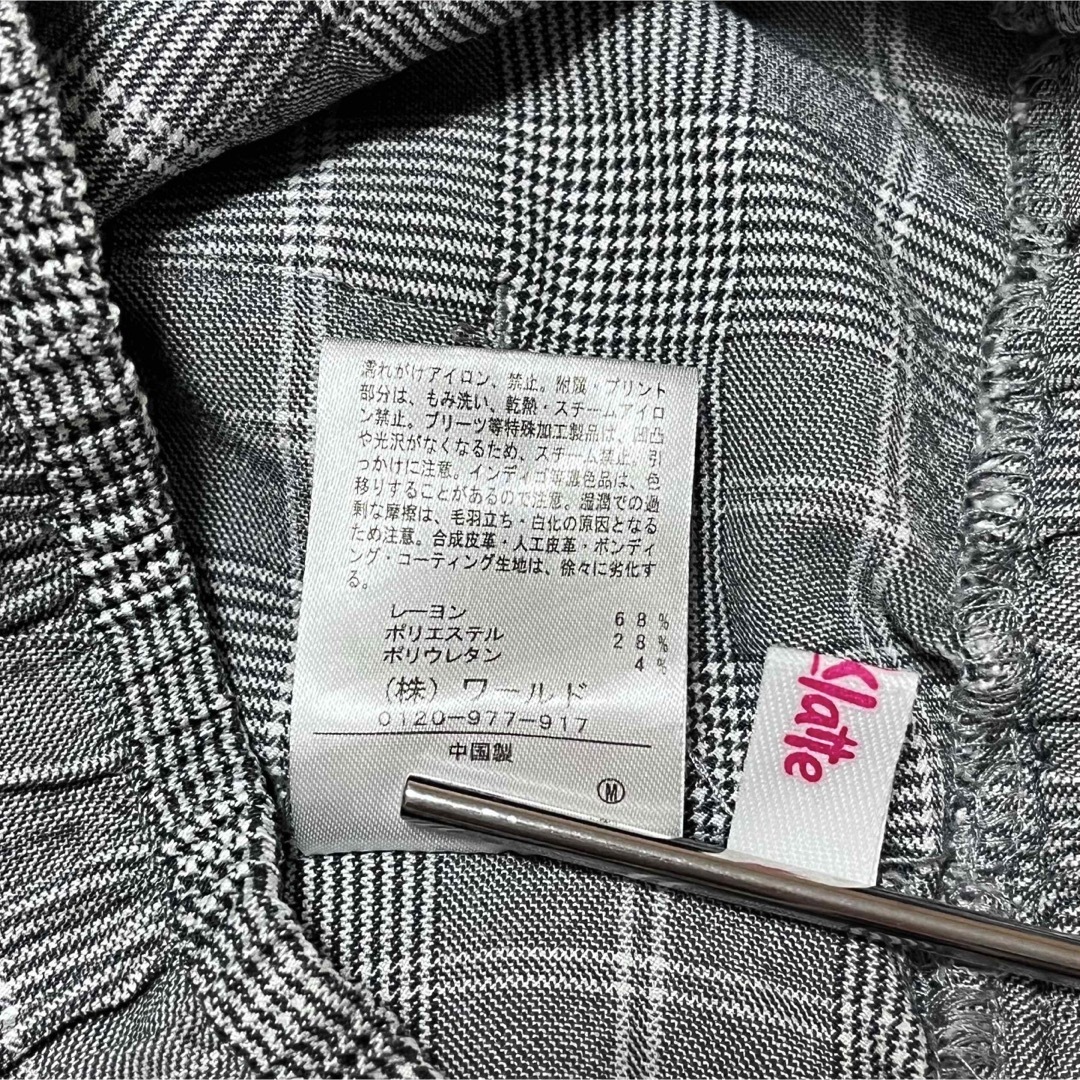 濡れがけアイロン、禁止。附属・プリント
部分は、もみ洗い、乾熱・スチームアイロ
ン禁止。プリーツ等特殊加工製品は、凹凸
や光沢がなくなるため、スチーム禁止。引
っかけに注意。インディゴ等濃色品は、色
移りすることがあるので注意。湿潤での過
剰な摩擦は、毛羽立ち・白化の原因となる
ため注意。合成皮革・人工皮革・ボンディ
ング・コーティング生地は、徐々に劣化す
る。
レーヨン 68%
ポリエステル 28%
ポリウレタン 4%
(株) ワールド
0120-977-917
中国製
M
latte